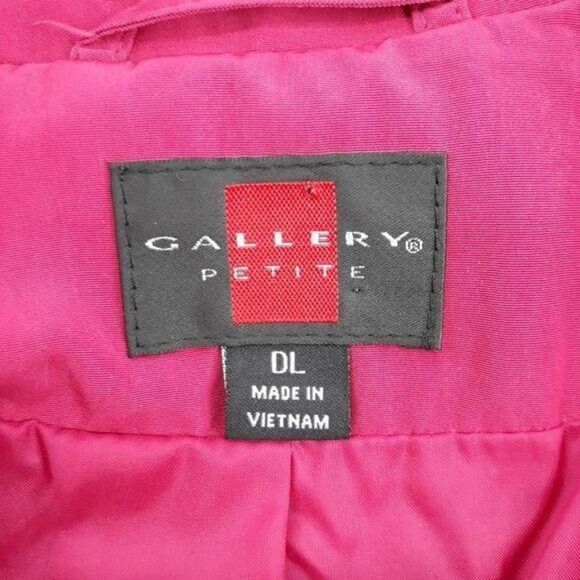 GALLERY®
PETITE
DL
MADE IN
VIETNAM